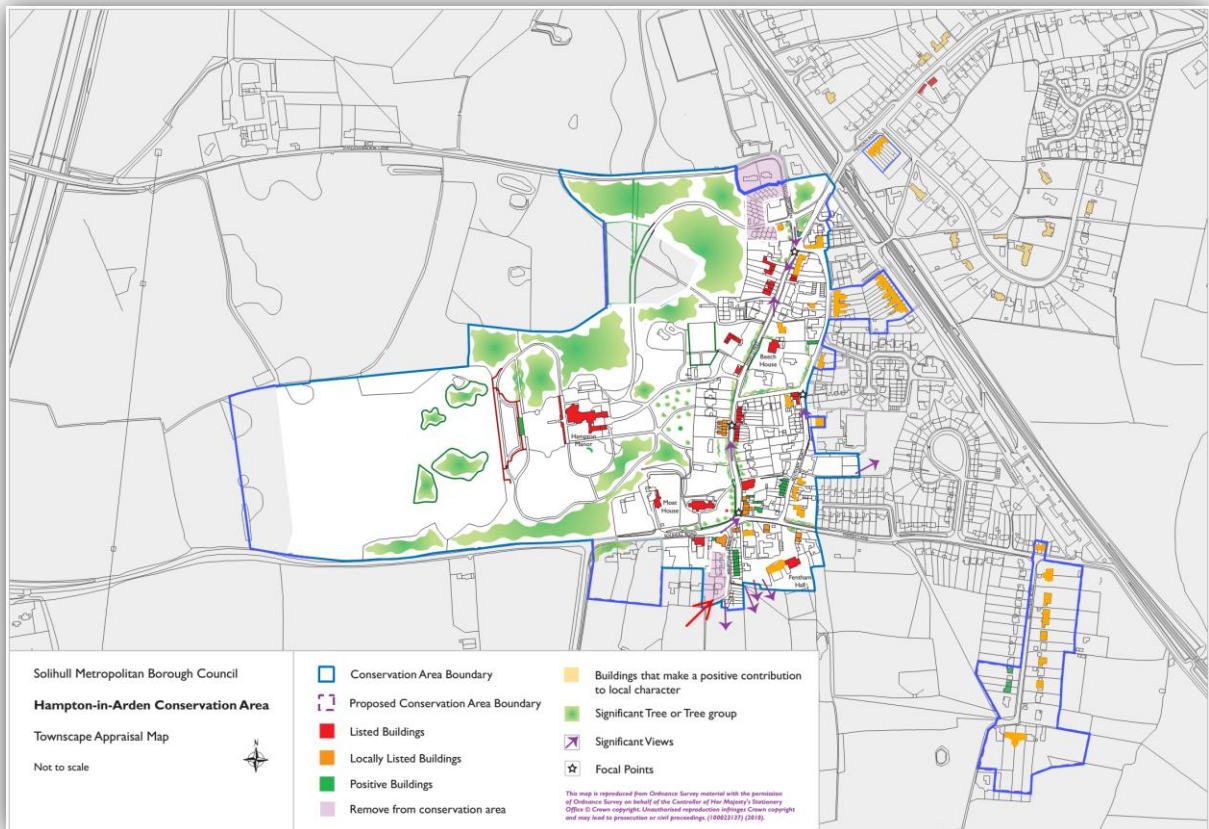 Beech
House
Hampton
Manor
Moat
House
Fentham
Hall
Solihull Metropolitan Borough Council
Hampton-in-Arden Conservation Area
Townscape Appraisal Map
Not to scale
N
Conservation Area Boundary
Proposed Conservation Area Boundary
Listed Buildings
Locally Listed Buildings
Positive Buildings
Remove from conservation area
Buildings that make a positive contribution
to local character
Significant Tree or Tree group
Significant Views
Focal Points
This map is reproduced from Ordnance Survey material with the permission
of Ordnance Survey on behalf of the Controller of Her Majesty's Stationery
Office © Crown copyright. Unauthorised reproduction infringes Crown copyright
and may lead to prosecution or civil proceedings. (100023137) (2010).